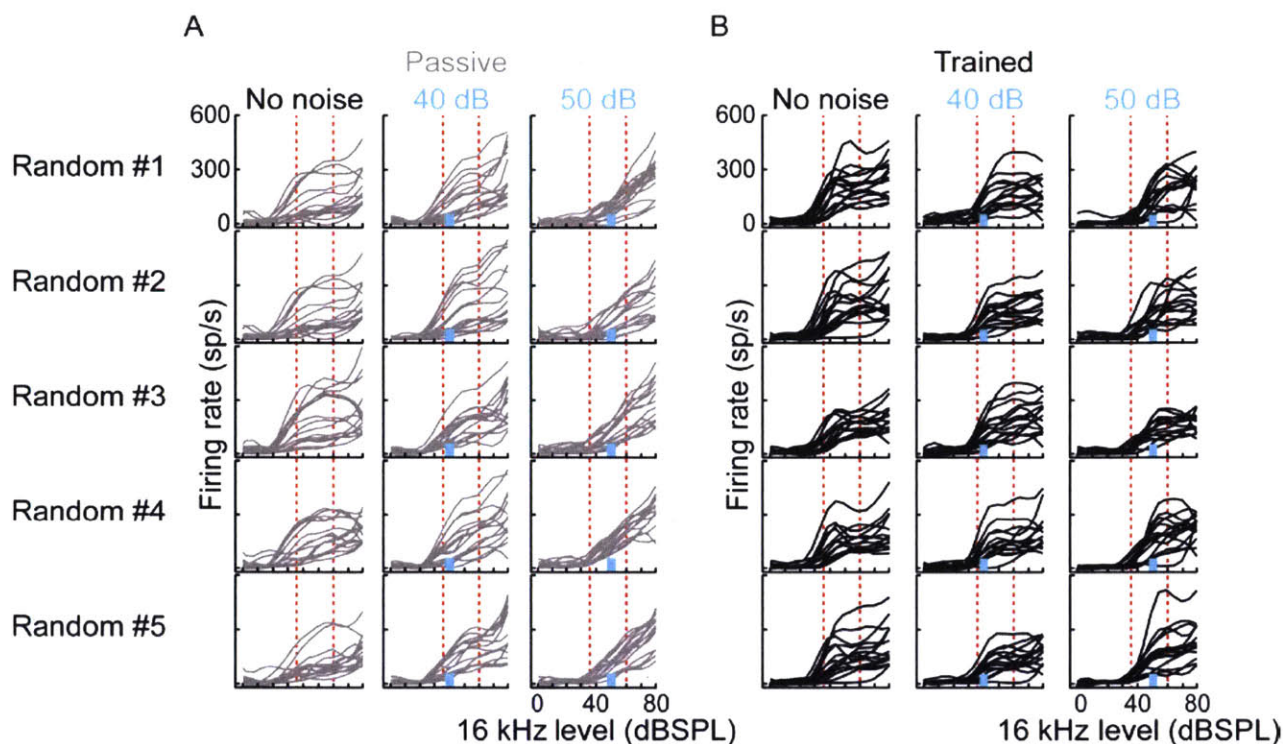 A
B
Passive
Trained
No noise 40 dB 50 dB
No noise 40 dB 50 dB
600
300
0
600
300
0
Random #1
Random #2
Random #3
Random #4
Random #5
Firing rate (sp/s)
Firing rate (sp/s)
0 40 80
0 40 80
16 kHz level (dBSPL)
16 kHz level (dBSPL)